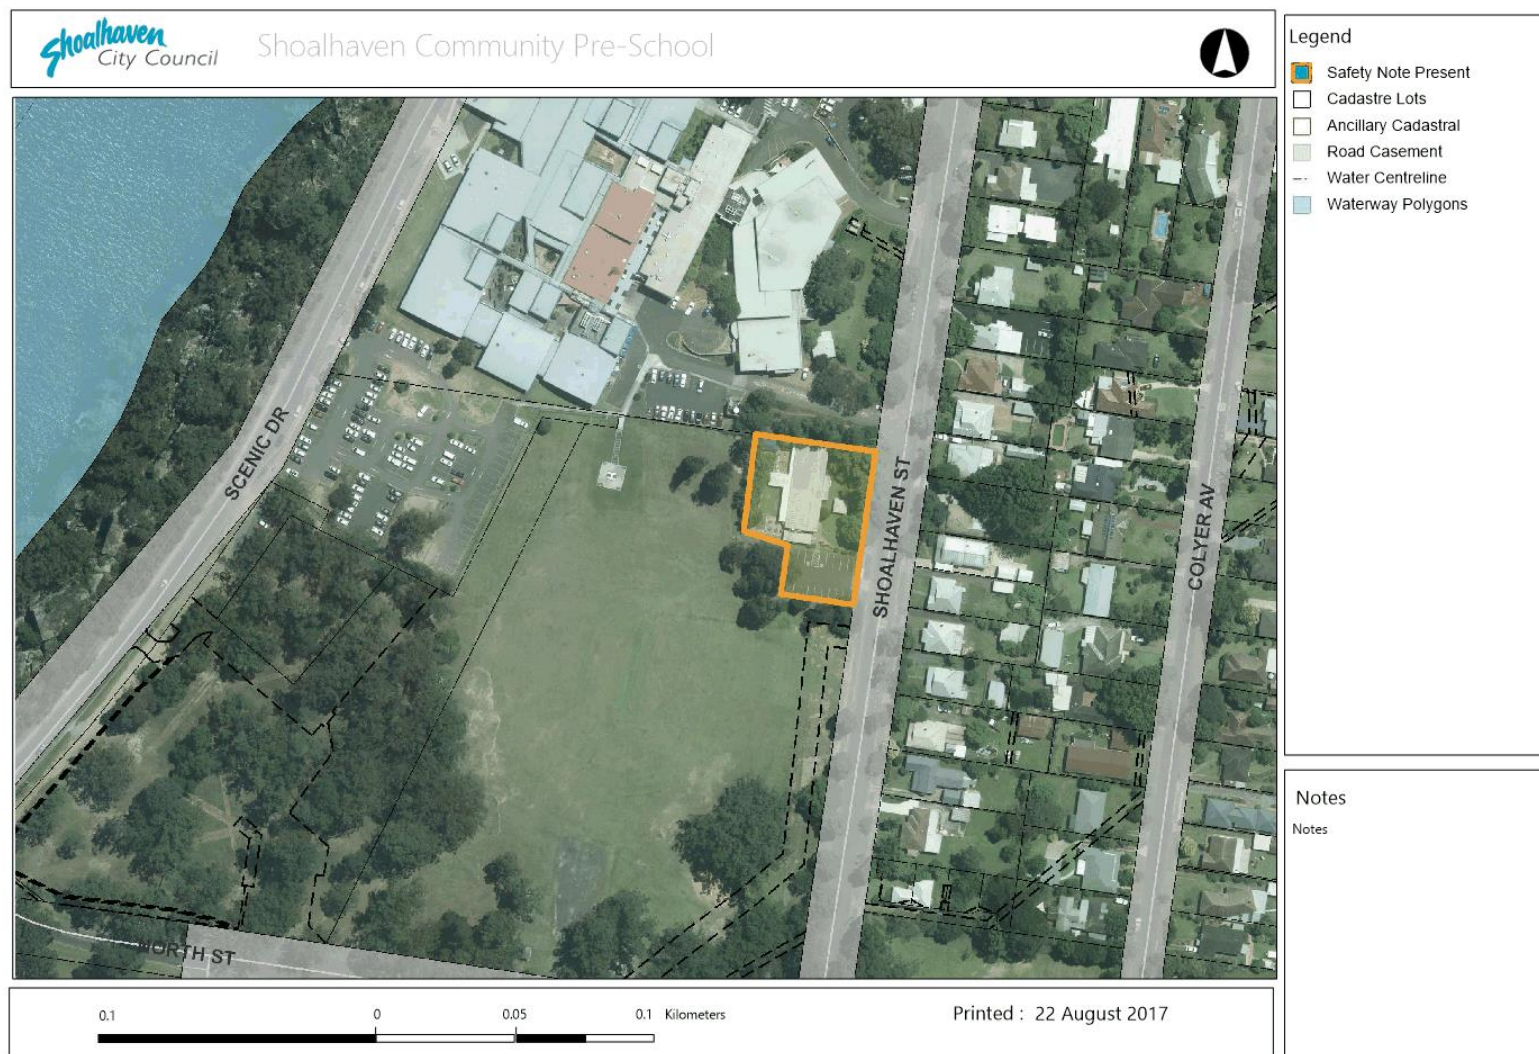 Shoalhaven
City Council
Shoalhaven Community Pre-School
Legend
Safety Note Present
Cadastre Lots
Ancillary Cadastral
Road Casement
Water Centreline
Waterway Polygons
SCENIC DR
SHOALHAVEN ST
COLYER AV
H
NORTH ST
Notes
Notes
0.1 0 0.05 0.1 Kilometers
Printed : 22 August 2017